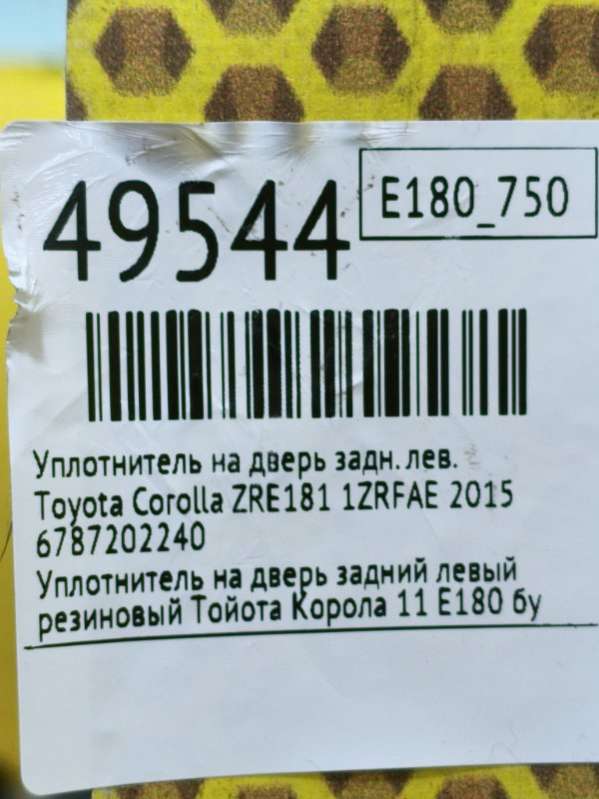 49544
E180_750
Уплотнитель на дверь задн. лев.
Toyota Corolla ZRE181 1ZRFAE 2015
6787202240
Уплотнитель на дверь задний левый
резиновый Тойота Корола 11 Е180 бу